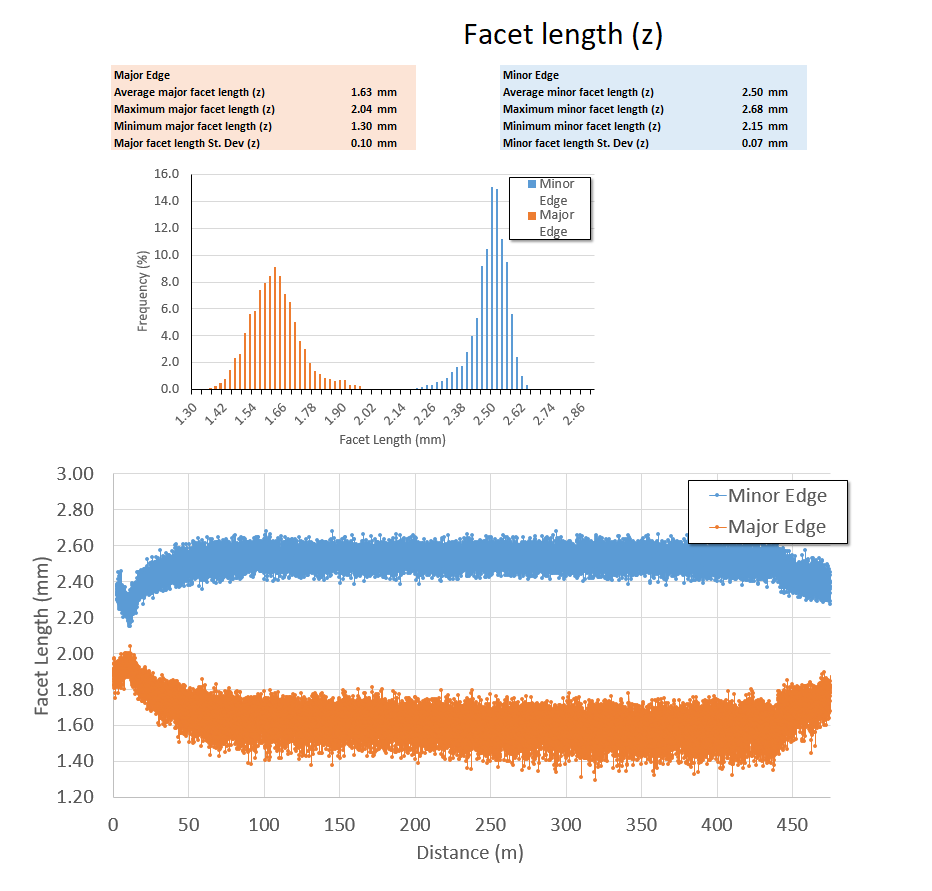 Facet length (z)
Major Edge
Average major facet length (z) 1.63 mm
Maximum major facet length (z) 2.04 mm
Minimum major facet length (z) 1.30 mm
Major facet length St. Dev (z) 0.10 mm
Minor Edge
Average minor facet length (z) 2.50 mm
Maximum minor facet length (z) 2.68 mm
Minimum minor facet length (z) 2.15 mm
Minor facet length St. Dev (z) 0.07 mm
16.0
14.0
12.0
10.0
8.0
6.0
4.0
2.0
0.0
Frequency (%)
Minor
Edge
Major
Edge
1.30 1.42 1.54 1.66 1.78 1.90 2.02 2.14 2.26 2.38 2.50 2.62 2.74 2.86
Facet Length (mm)
3.00
2.80
2.60
2.40
2.20
2.00
1.80
1.60
1.40
1.20
Facet Length (mm)
Minor Edge
Major Edge
0 50 100 150 200 250 300 350 400 450
Distance (m)